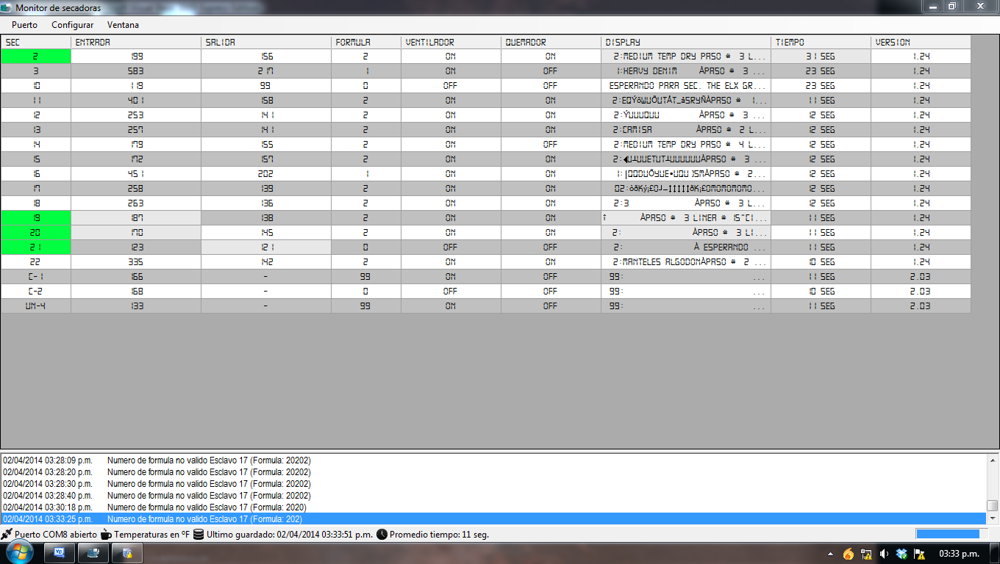 Monitor de secadoras
Puerto Configurar Ventana
SEC ENTRADA SALIDA FORMULA VENTILADOR QUEMADOR DISPLAY TIEMPO VERSION
2 199 156 2 ON ON 2:MEDIUM TEMP DRY PASO # 3 L... 31 SEG 1.24
3 583 217 1 ON OFF 1:HEAVY DENIM ÀPASO # 3 ... 23 SEG 1.24
10 119 99 0 OFF OFF ESPERANDO PARA SEC. THE ELX GR... 23 SEG 1.24
11 401 158 2 ON ON ÀPASO # 1... 11 SEG 1.24
12 253 141 2 ON ON 2:ÝUUUQUU ÀPASO # 3 ... 12 SEG 1.24
13 257 141 2 ON ON 2:CAMISA ÀPASO # 2 L... 12 SEG 1.24
14 179 155 2 ON OFF 2:MEDIUM TEMP DRY PASO # 4 L... 12 SEG 1.24
15 172 157 2 ON ON ÀPASO # 3 ... 12 SEG 1.24
16 451 202 1 ON ON ÀPASO # 2... 12 SEG 1.24
17 258 139 2 ON ON 12 SEG 1.24
18 263 136 2 ON ON 2:3 ÀPASO # 3 L... 12 SEG 1.24
19 187 138 2 ON ON ÀPASO # 3 LINEA # 15"CI... 11 SEG 1.24
20 170 145 2 ON ON 2: ÀPASO # 3 LI... 11 SEG 1.24
21 123 121 0 OFF OFF 2: À ESPERANDO ... 11 SEG 1.24
22 335 142 2 ON ON 2:MANTELES ALGODONÀPASO # 2 ... 10 SEG 1.24
C-1 166 - 99 ON OFF 99: ... 11 SEG 2.03
C-2 168 - 0 OFF OFF 99: ... 10 SEG 2.03
UN-4 133 - 99 ON OFF 99: ... 11 SEG 2.03
02/04/2014 03:28:09 p.m. Numero de formula no valido Esclavo 17 (Formula: 20202)
02/04/2014 03:28:20 p.m. Numero de formula no valido Esclavo 17 (Formula: 20202)
02/04/2014 03:28:30 p.m. Numero de formula no valido Esclavo 17 (Formula: 20202)
02/04/2014 03:28:40 p.m. Numero de formula no valido Esclavo 17 (Formula: 20202)
02/04/2014 03:30:18 p.m. Numero de formula no valido Esclavo 17 (Formula: 2020)
02/04/2014 03:33:25 p.m. Numero de formula no valido Esclavo 17 (Formula: 202)
Puerto COM8 abierto Temperaturas en ºF Ultimo guardado: 02/04/2014 03:33:51 p.m. Promedio tiempo: 11 seg.
03:33 p.m.